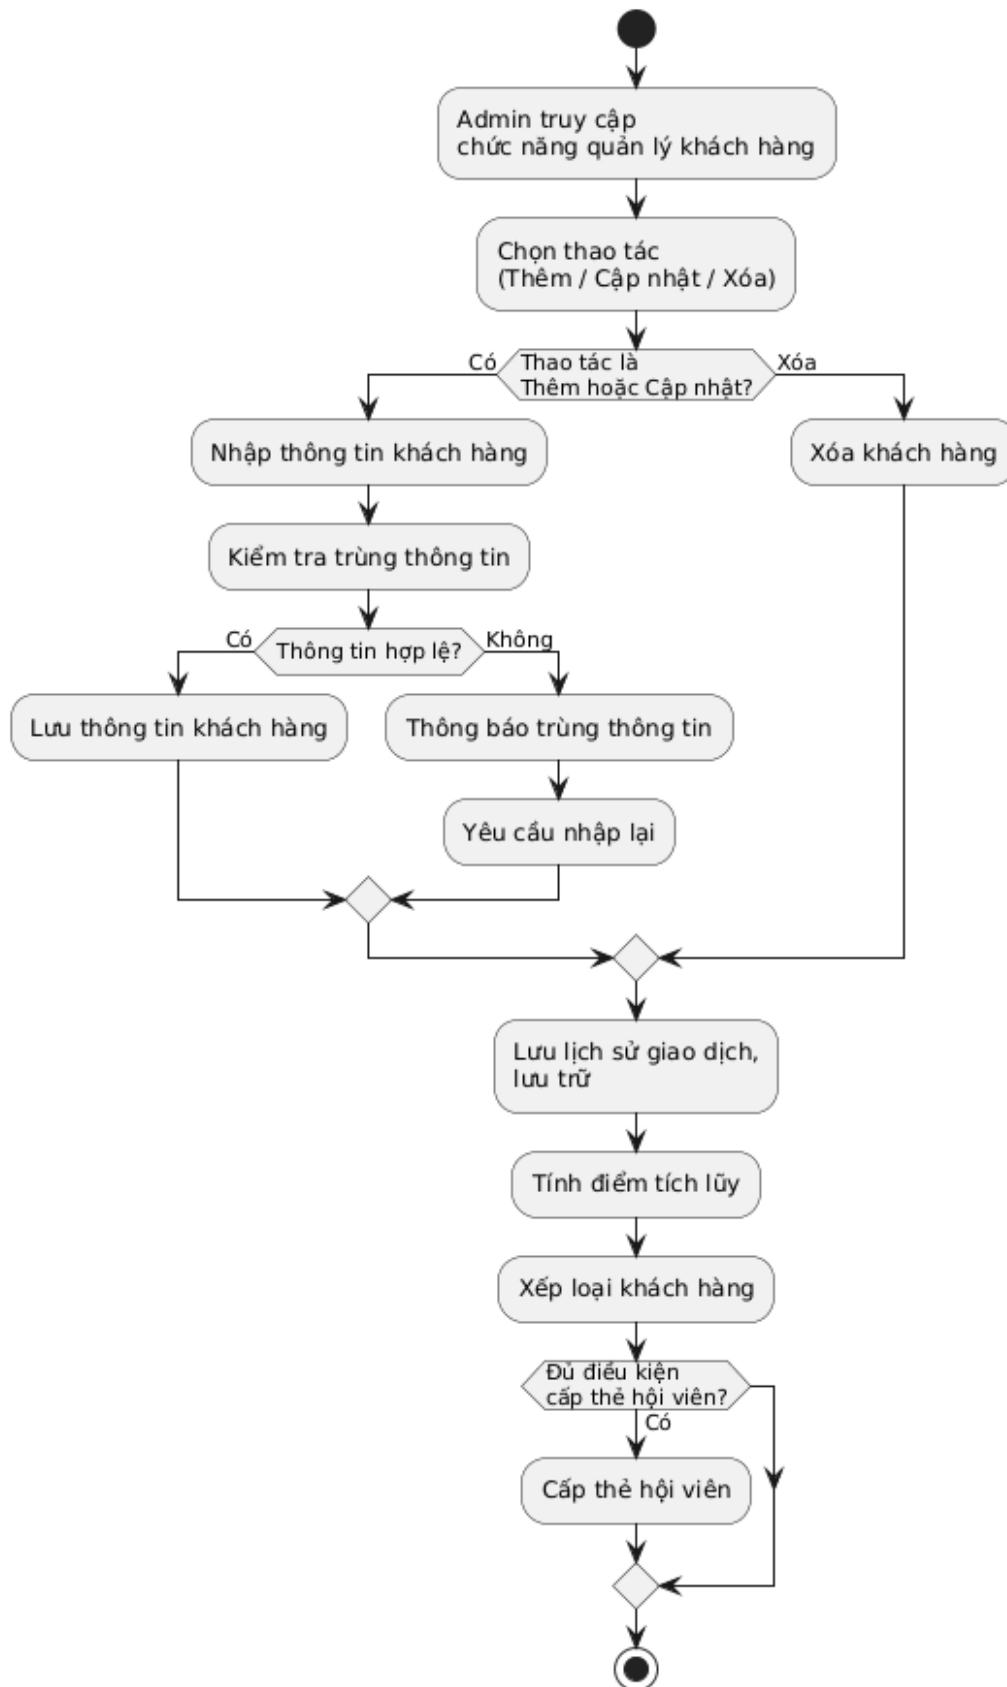 Admin truy cập
chức năng quản lý khách hàng
Chọn thao tác
(Thêm / Cập nhật / Xóa)
Có
Thao tác là
Thêm hoặc Cập nhật?
Xóa
Nhập thông tin khách hàng
Xóa khách hàng
Kiểm tra trùng thông tin
Có
Thông tin hợp lệ?
Không
Lưu thông tin khách hàng
Thông báo trùng thông tin
Yêu cầu nhập lại
Lưu lịch sử giao dịch,
lưu trữ
Tính điểm tích lũy
Xếp loại khách hàng
Đủ điều kiện
cấp thẻ hội viên?
Có
Cấp thẻ hội viên